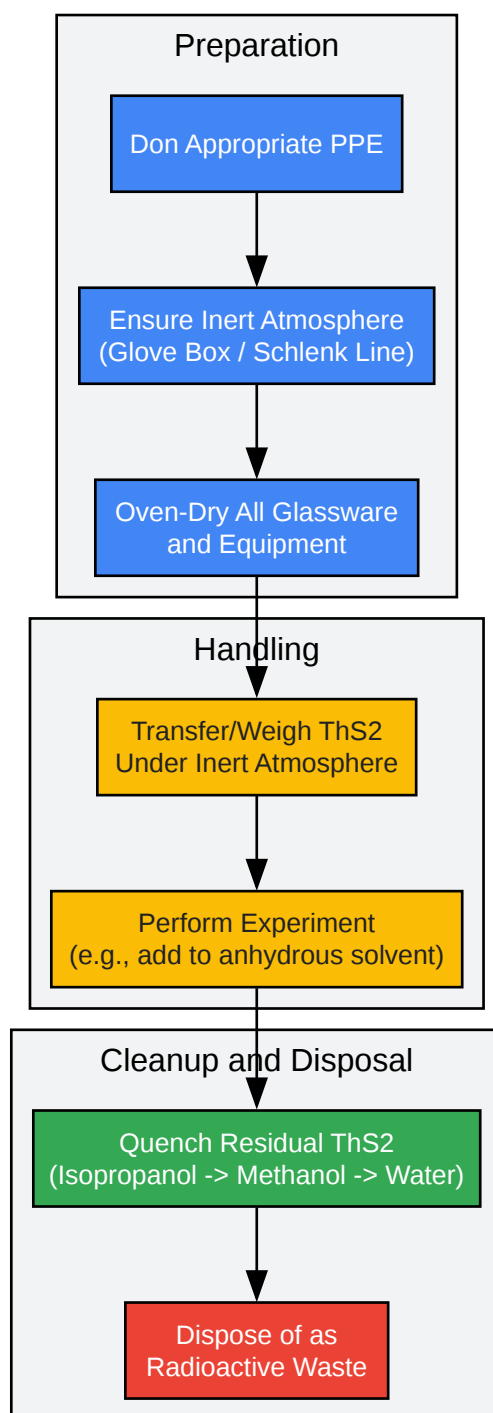 Preparation
Don Appropriate PPE
Ensure Inert Atmosphere
(Glove Box / Schlenk Line)
Oven-Dry All Glassware
and Equipment
Handling
Transfer/Weigh ThS2
Under Inert Atmosphere
Perform Experiment
(e.g., add to anhydrous solvent)
Cleanup and Disposal
Quench Residual ThS2
(Isopropanol -> Methanol -> Water)
Dispose of as
Radioactive Waste